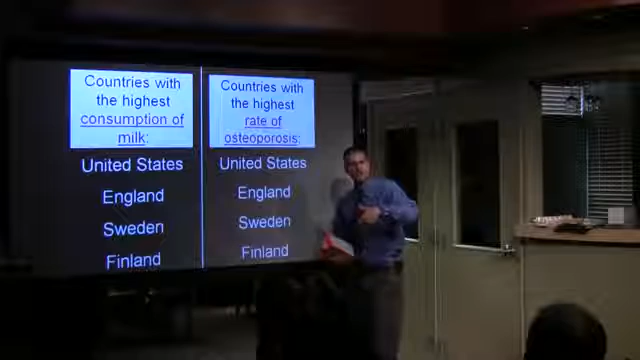 Countries with
the highest
consumption of
milk:
United States
England
Sweden
Finland
Countries with
the highest
rate of
osteoporosis:
United States
England
Sweden
Finland